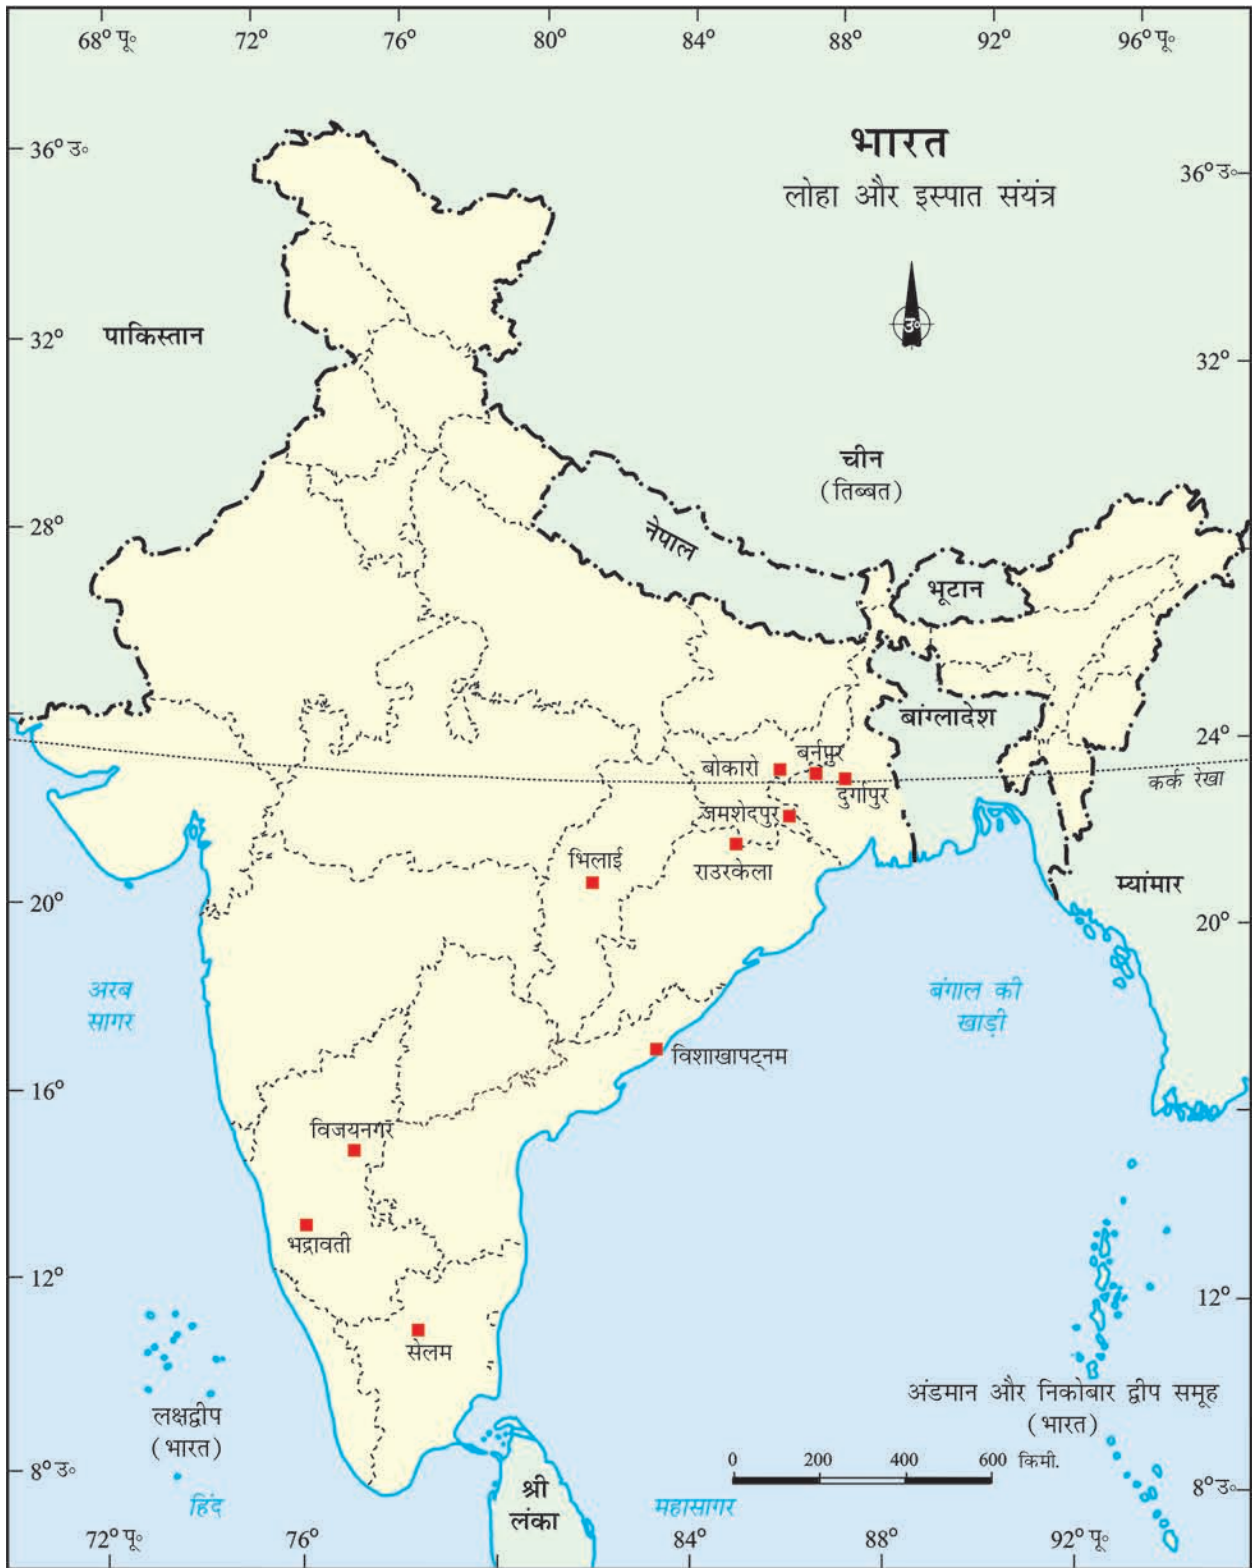 68° पू॰ 72° 76° 80° 84° 88° 92° 96° पू॰
भारत
लोहा और इस्पात संयंत्र
36° उ॰
36° उ॰
उ॰
पाकिस्तान
32°
32°
चीन
(तिब्बत)
28°
नेपाल
भूटान
बांग्लादेश
24°
कर्क रेखा
बोकारो
बर्नपुर
दुर्गापुर
जमशेदपुर
राउरकेला
भिलाई
म्यांमार
20°
20°
अरब
सागर
बंगाल की
खाड़ी
विशाखापट्नम
16°
विजयनगर
भद्रावती
12°
12°
सेलम
लक्षद्वीप
(भारत)
अंडमान और निकोबार द्वीप समूह
(भारत)
0 200 400 600 किमी.
8° उ॰
8° उ॰
श्री
लंका
हिंद
महासागर
72° पू॰ 76° 84° 88° 92° पू॰